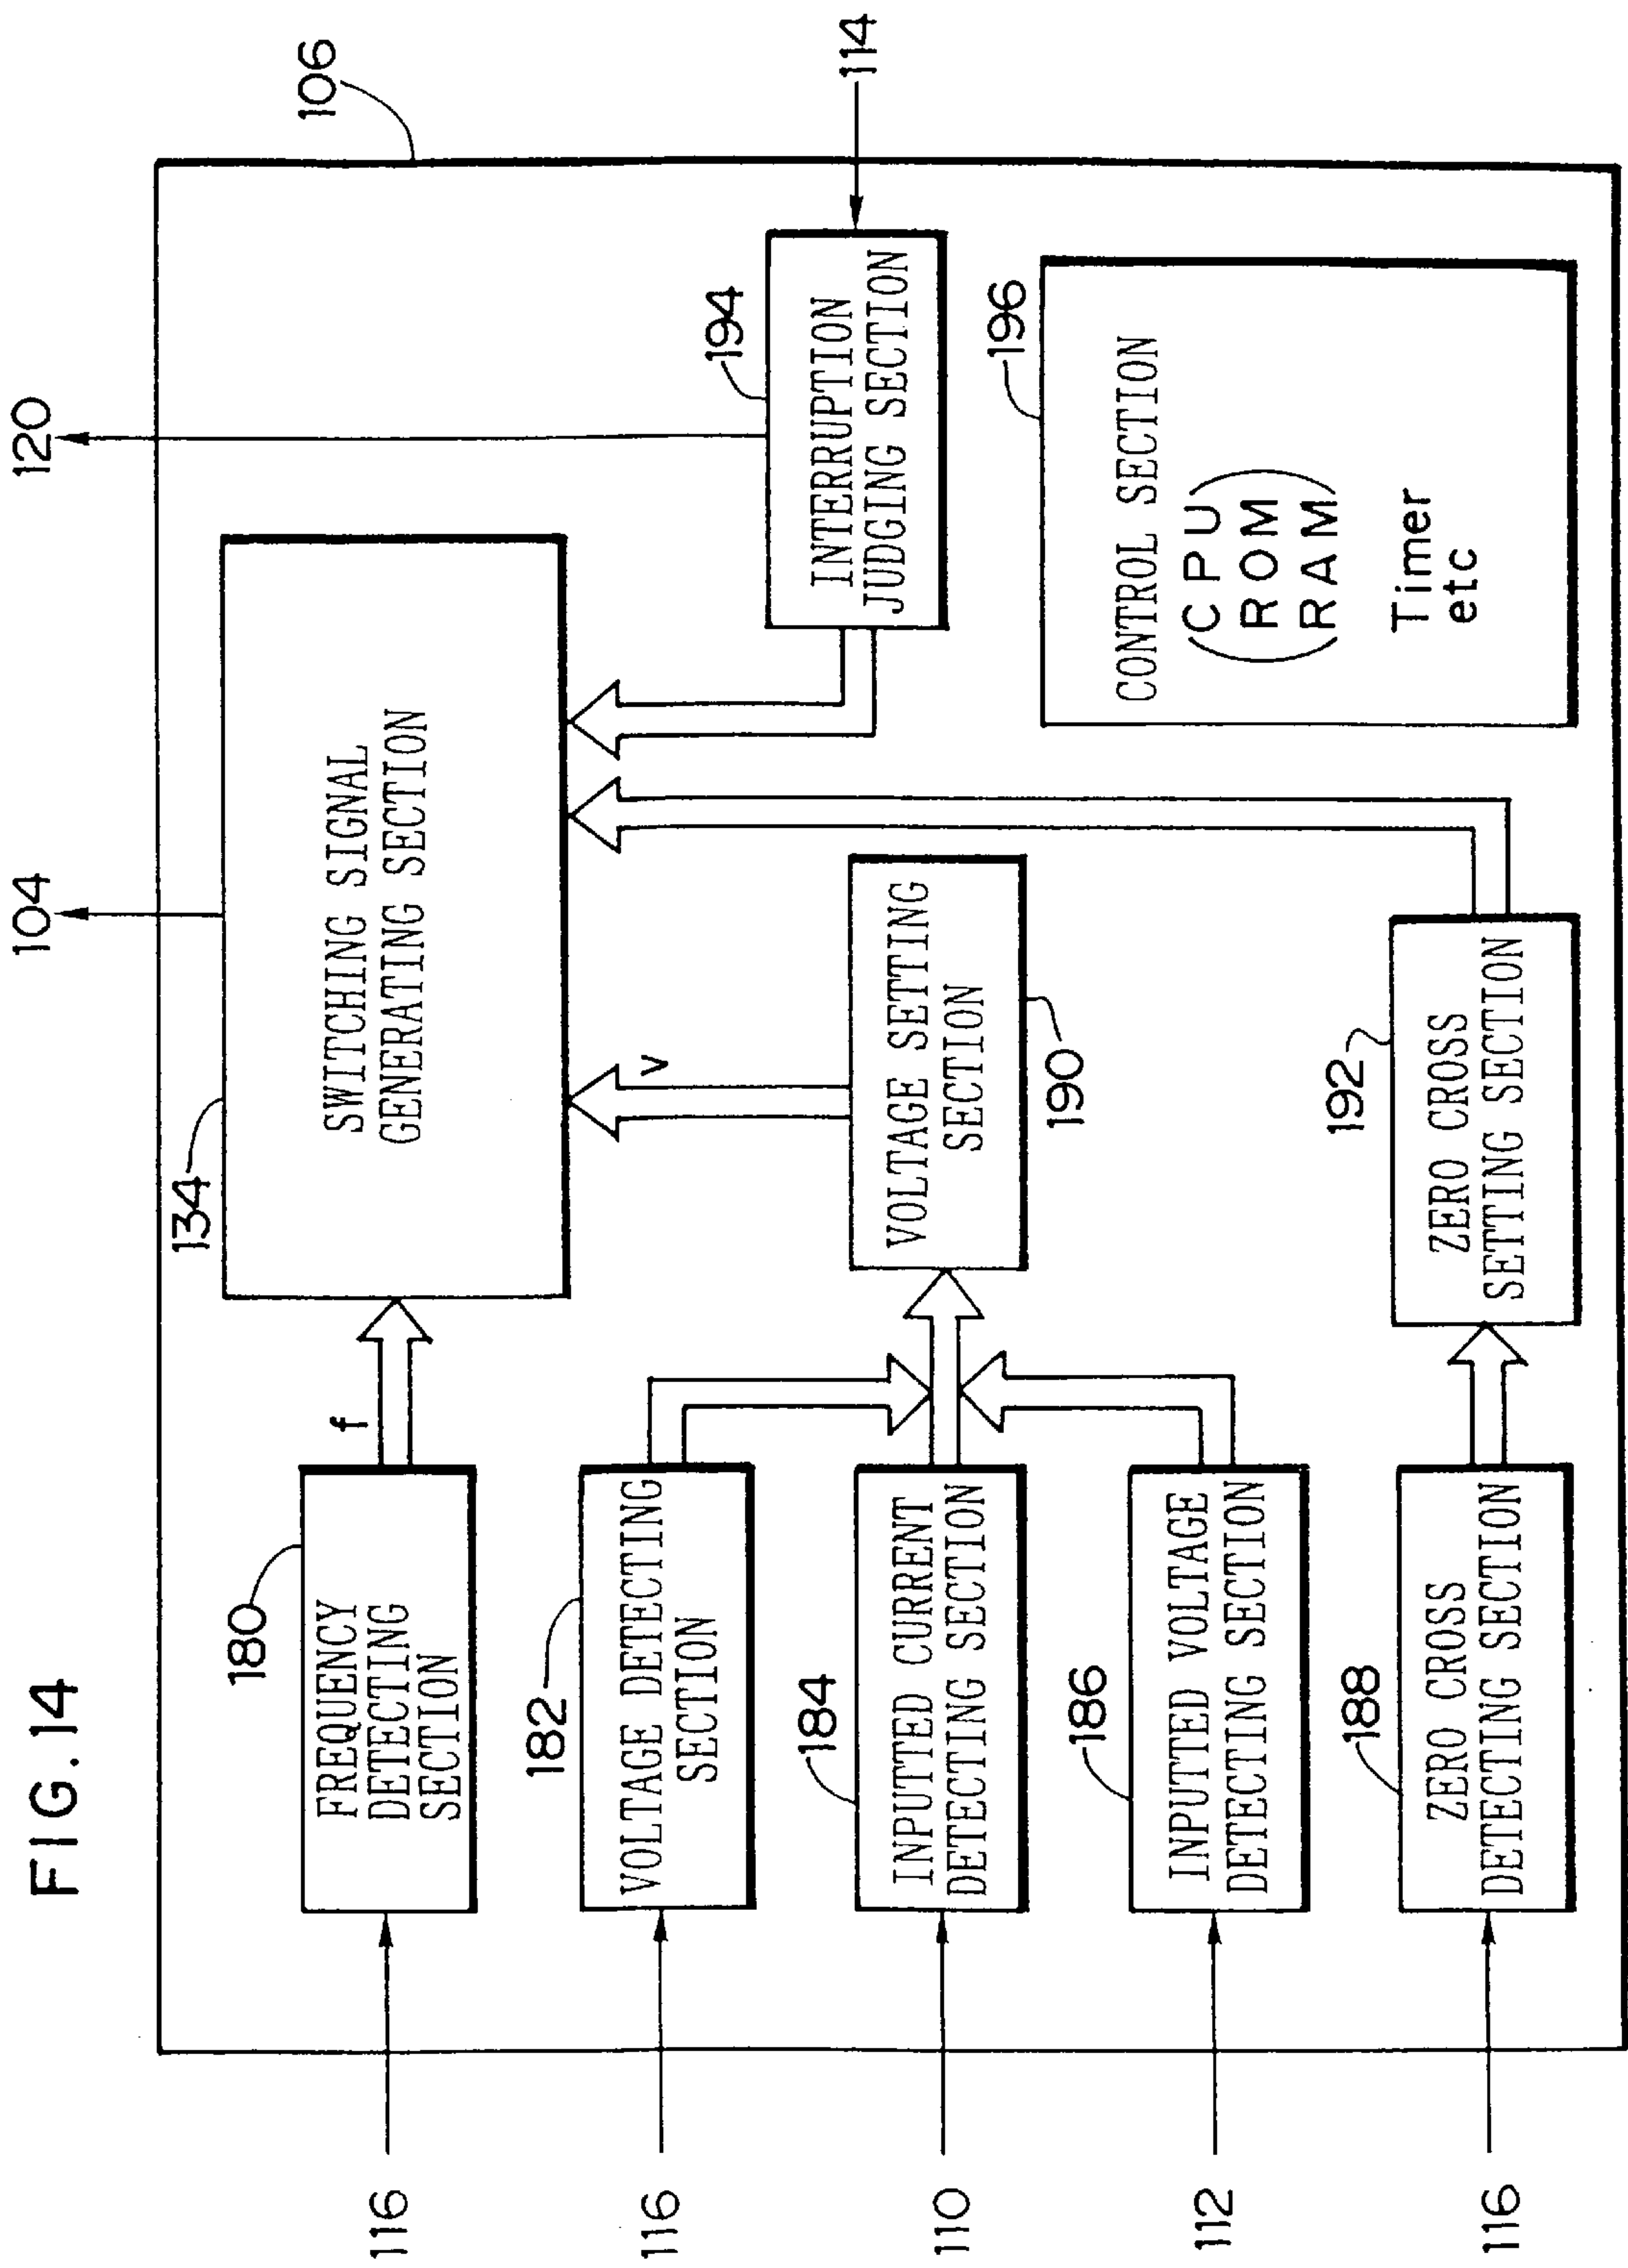 FIG.14
116
116
110
112
116
180
FREQUENCY
DETECTING
SECTION
182
VOLTAGE DETECTING
SECTION
184
INPUTTED CURRENT
DETECTING SECTION
186
INPUTTED VOLTAGE
DETECTING SECTION
188
ZERO CROSS
DETECTING SECTION
f
134
SWITCHING SIGNAL
GENERATING SECTION
104
v
VOLTAGE SETTING
SECTION
190
192
ZERO CROSS
SETTING SECTION
120
194
INTERRUPTION
JUDGING SECTION
196
CONTROL SECTION
(CPU)
(ROM)
(RAM)
Timer
etc
106
114